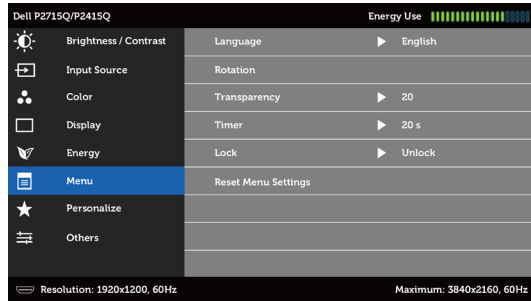 Dell P2715Q/P2415Q Energy Use
Brightness / Contrast Language English
Input Source Rotation
Color Transparency 20
Display Timer 20 s
Energy Lock Unlock
Menu Reset Menu Settings
Personalize
Others
Resolution: 1920x1200, 60Hz Maximum: 3840x2160, 60Hz